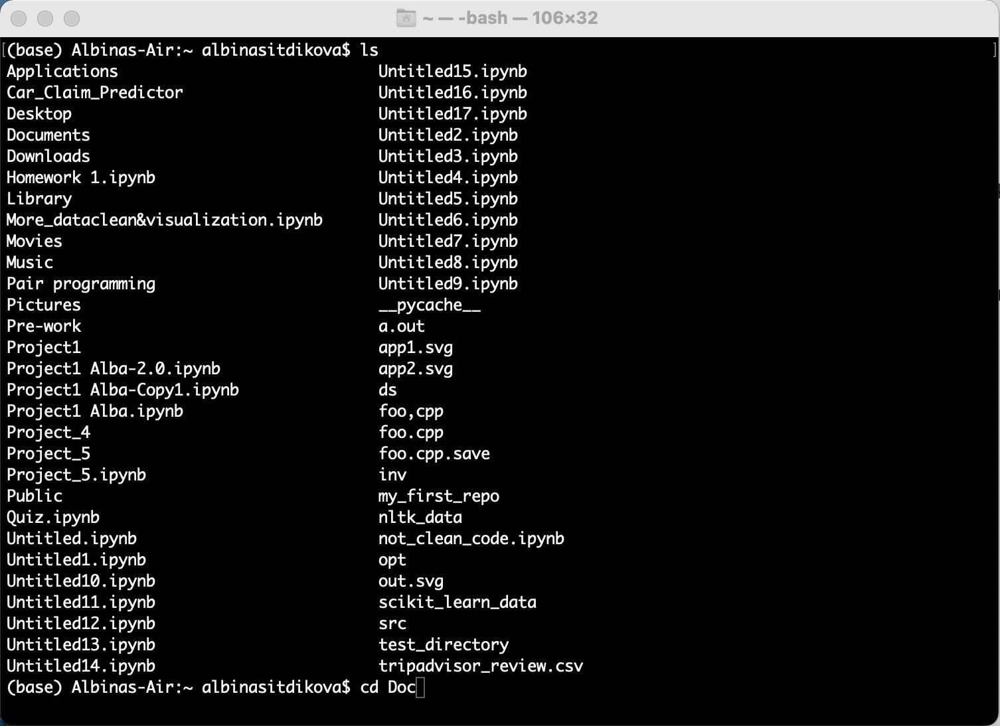 ~ — -bash — 106×32
(base) Albinas-Air:~ albinasitdikova$ ls
Applications Untitled15.ipynb
Car_Claim_Predictor Untitled16.ipynb
Desktop Untitled17.ipynb
Documents Untitled2.ipynb
Downloads Untitled3.ipynb
Homework 1.ipynb Untitled4.ipynb
Library Untitled5.ipynb
More_dataclean&visualization.ipynb Untitled6.ipynb
Movies Untitled7.ipynb
Music Untitled8.ipynb
Pair programming Untitled9.ipynb
Pictures __pycache__
Pre-work a.out
Project1 app1.svg
Project1 Alba-2.0.ipynb app2.svg
Project1 Alba-Copy1.ipynb ds
Project1 Alba.ipynb foo,cpp
Project_4 foo.cpp
Project_5 foo.cpp.save
Project_5.ipynb inv
Public my_first_repo
Quiz.ipynb nltk_data
Untitled.ipynb not_clean_code.ipynb
Untitled1.ipynb opt
Untitled10.ipynb out.svg
Untitled11.ipynb scikit_learn_data
Untitled12.ipynb src
Untitled13.ipynb test_directory
Untitled14.ipynb tripadvisor_review.csv
(base) Albinas-Air:~ albinasitdikova$ cd Doc